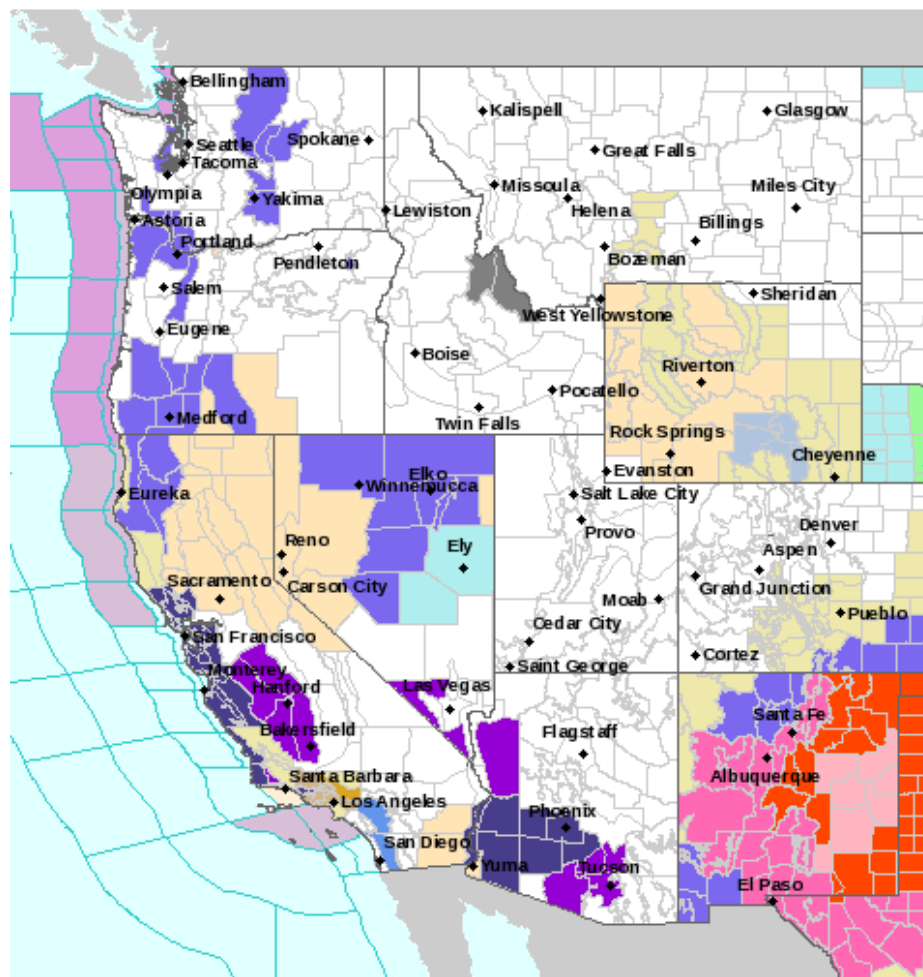 Bellingham
Kalispell
Glasgow
Seattle
Spokane
Great Falls
Tacoma
Olympia
Missoula
Miles City
Yakima
Lewiston
Helena
Astoria
Billings
Portland
Pendleton
Bozeman
Salem
Sheridan
West Yellowstone
Eugene
Boise
Riverton
Pocatello
Medford
Twin Falls
Rock Springs
Cheyenne
Elko
Evanston
Eureka
Winnemucca
Salt Lake City
Provo
Denver
Reno
Ely
Aspen
Sacramento
Carson City
Grand Junction
Moab
Pueblo
San Francisco
Cedar City
Cortez
Monterey
Saint George
Hanford
Las Vegas
Santa Fe
Bakersfield
Flagstaff
Albuquerque
Santa Barbara
Los Angeles
Phoenix
San Diego
Yuma
Tucson
El Paso